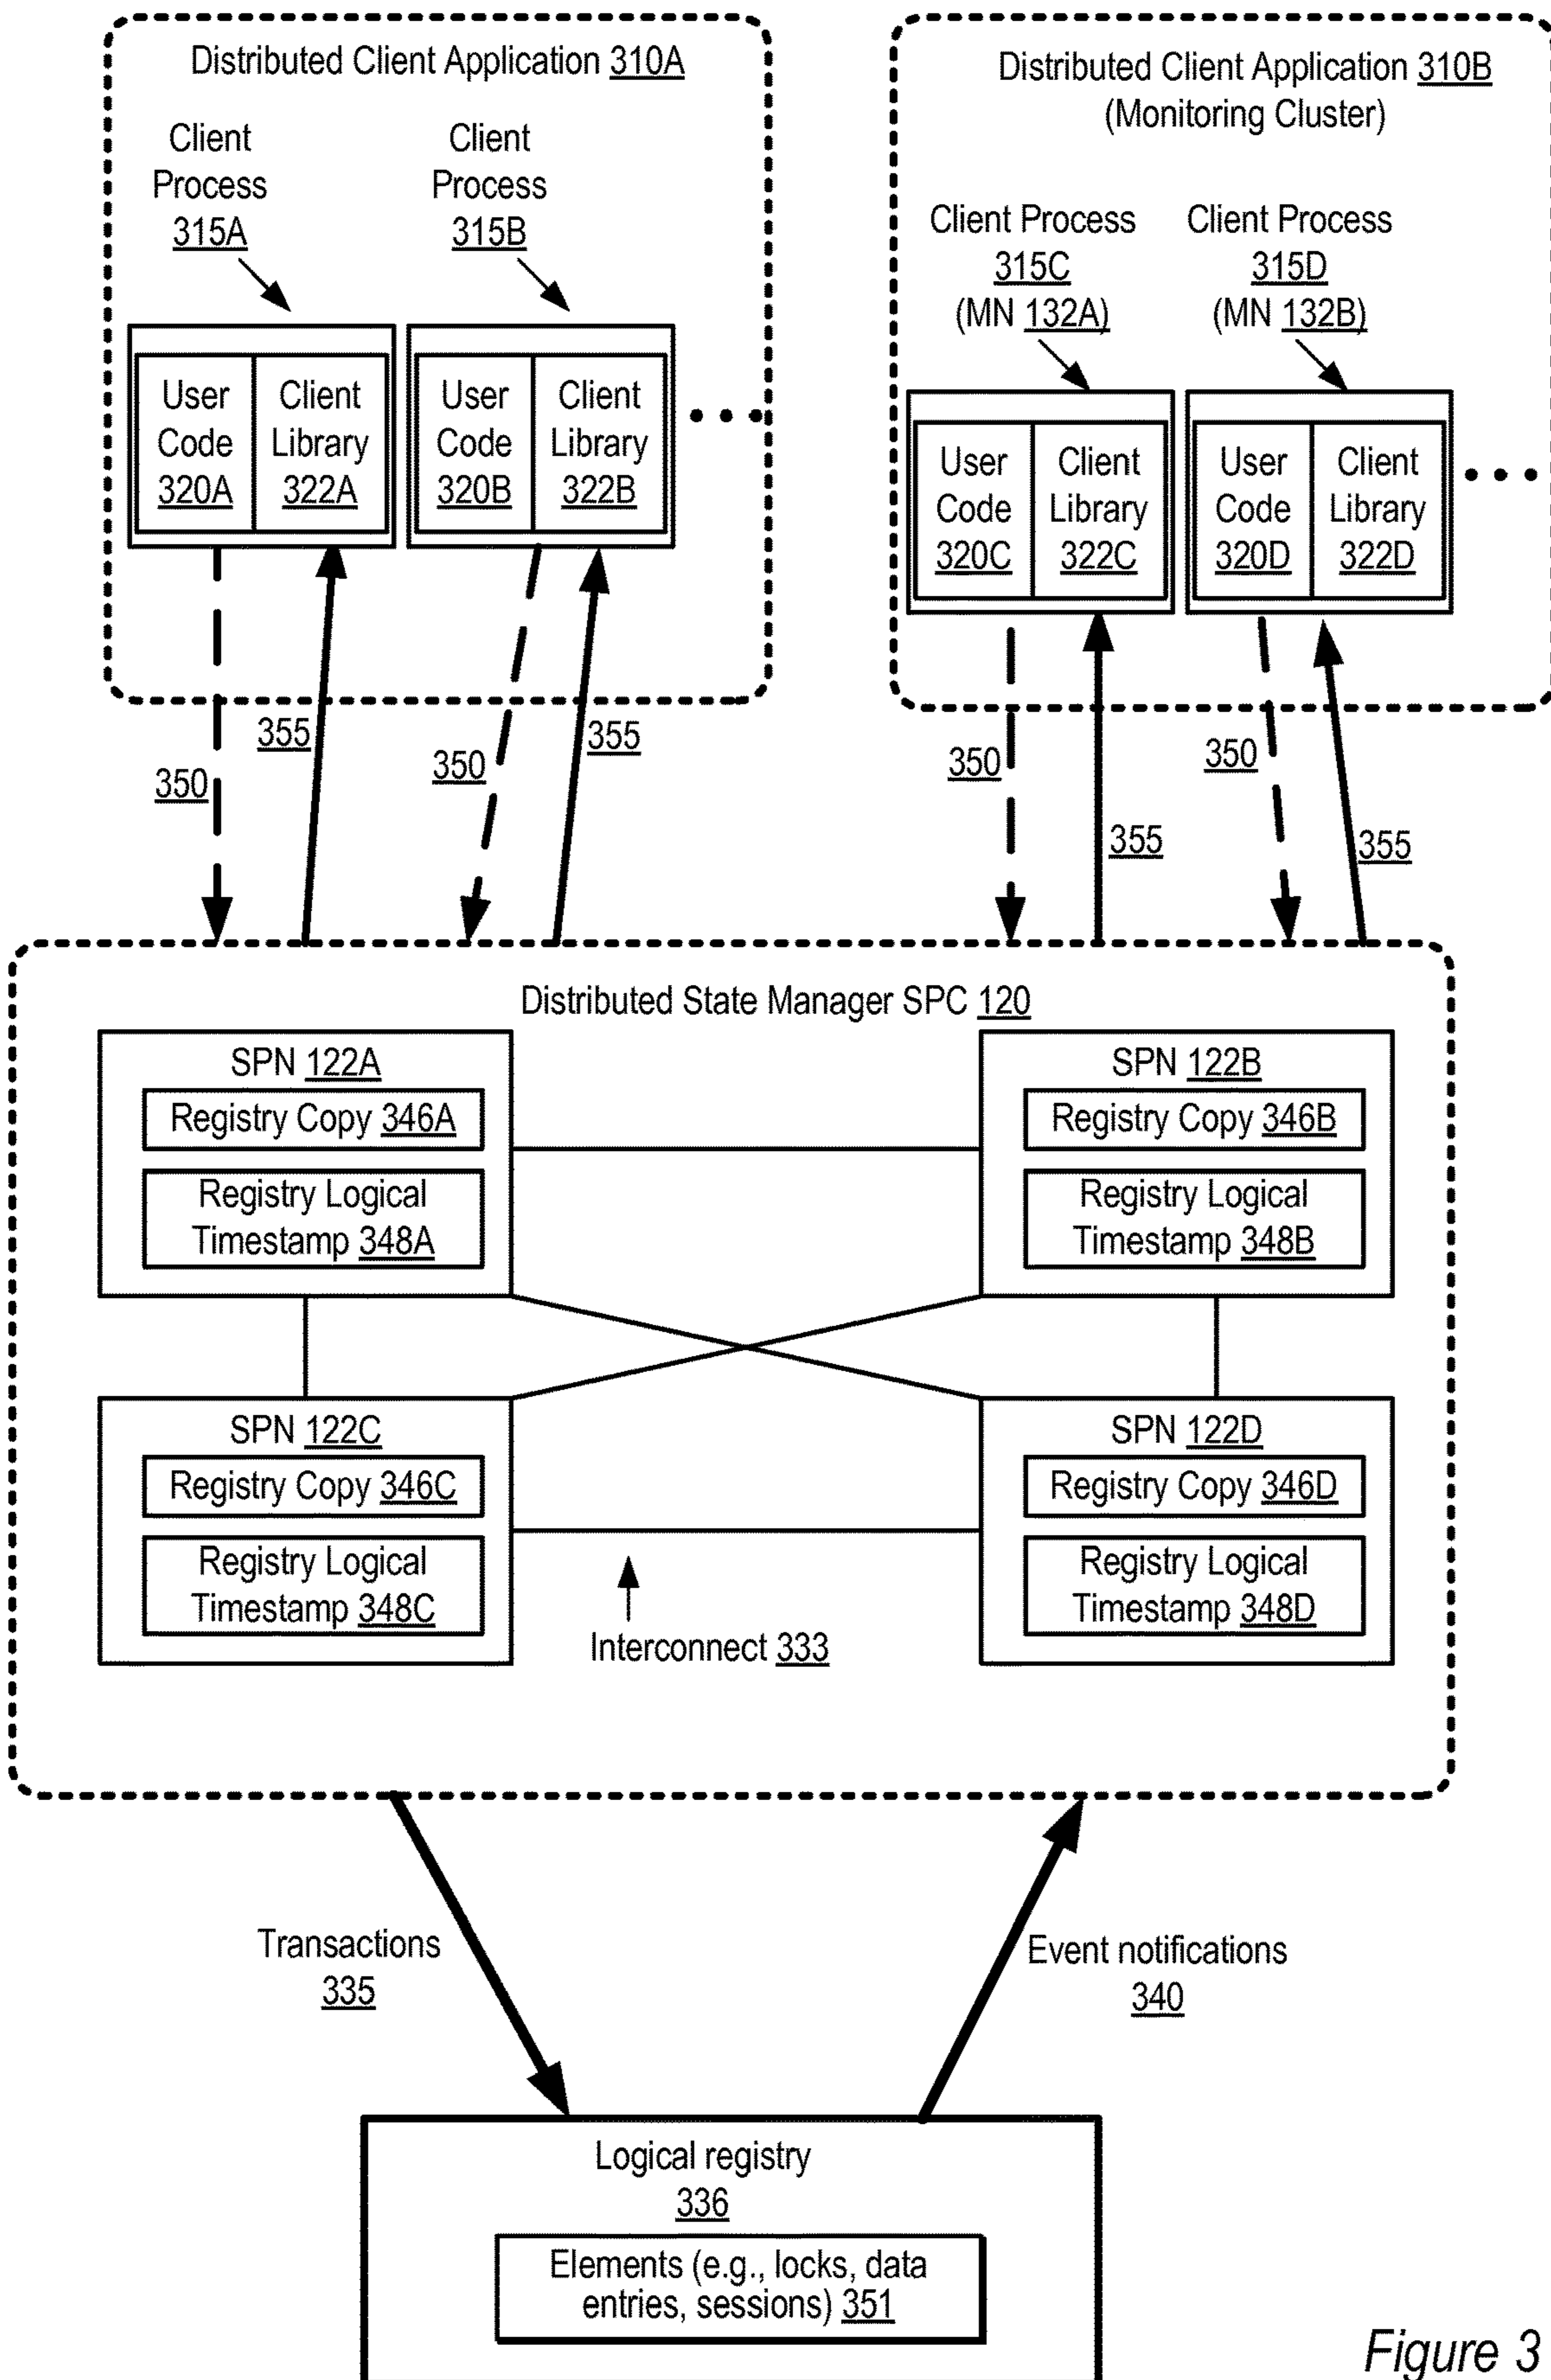 Distributed Client Application 310A
Client
Process
315A
Client
Process
315B
User
Code
320A
Client
Library
322A
User
Code
320B
Client
Library
322B
Distributed Client Application 310B
(Monitoring Cluster)
Client Process
315C
(MN 132A)
Client Process
315D
(MN 132B)
User
Code
320C
Client
Library
322C
User
Code
320D
Client
Library
322D
350
355
350
355
350
355
350
355
Distributed State Manager SPC 120
SPN 122A
Registry Copy 346A
Registry Logical
Timestamp 348A
SPN 122B
Registry Copy 346B
Registry Logical
Timestamp 348B
SPN 122C
Registry Copy 346C
Registry Logical
Timestamp 348C
SPN 122D
Registry Copy 346D
Registry Logical
Timestamp 348D
Interconnect 333
Transactions
335
Event notifications
340
Logical registry
336
Elements (e.g., locks, data
entries, sessions) 351
Figure 3